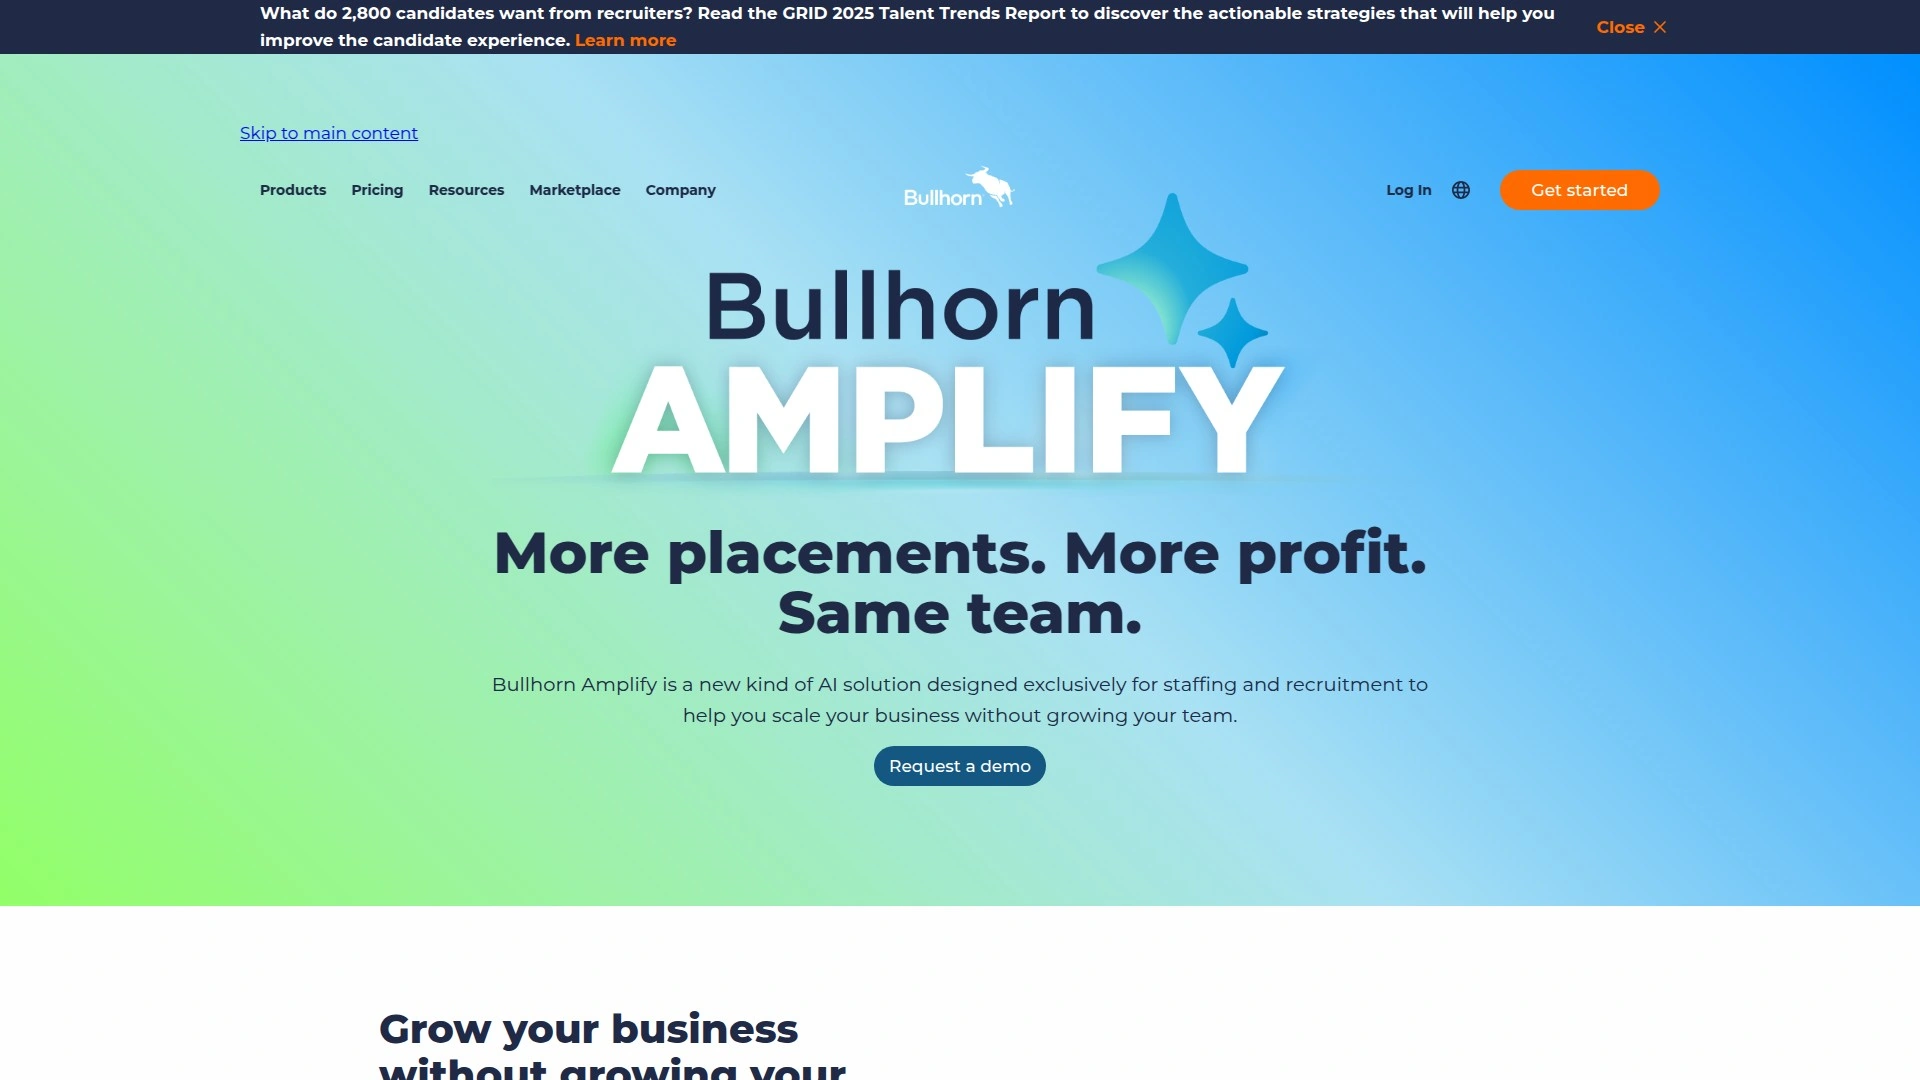 What do 2,800 candidates want from recruiters? Read the GRID 2025 Talent Trends Report to discover the actionable strategies that will help you
improve the candidate experience. Learn more
Close
Skip to main content
Products
Pricing
Resources
Marketplace
Company
Bullhorn
Log In
Get started
Bullhorn
AMPLIFY
More placements. More profit.
Same team.
Bullhorn Amplify is a new kind of AI solution designed exclusively for staffing and recruitment to
help you scale your business without growing your team.
Request a demo
Grow your business
without growing your